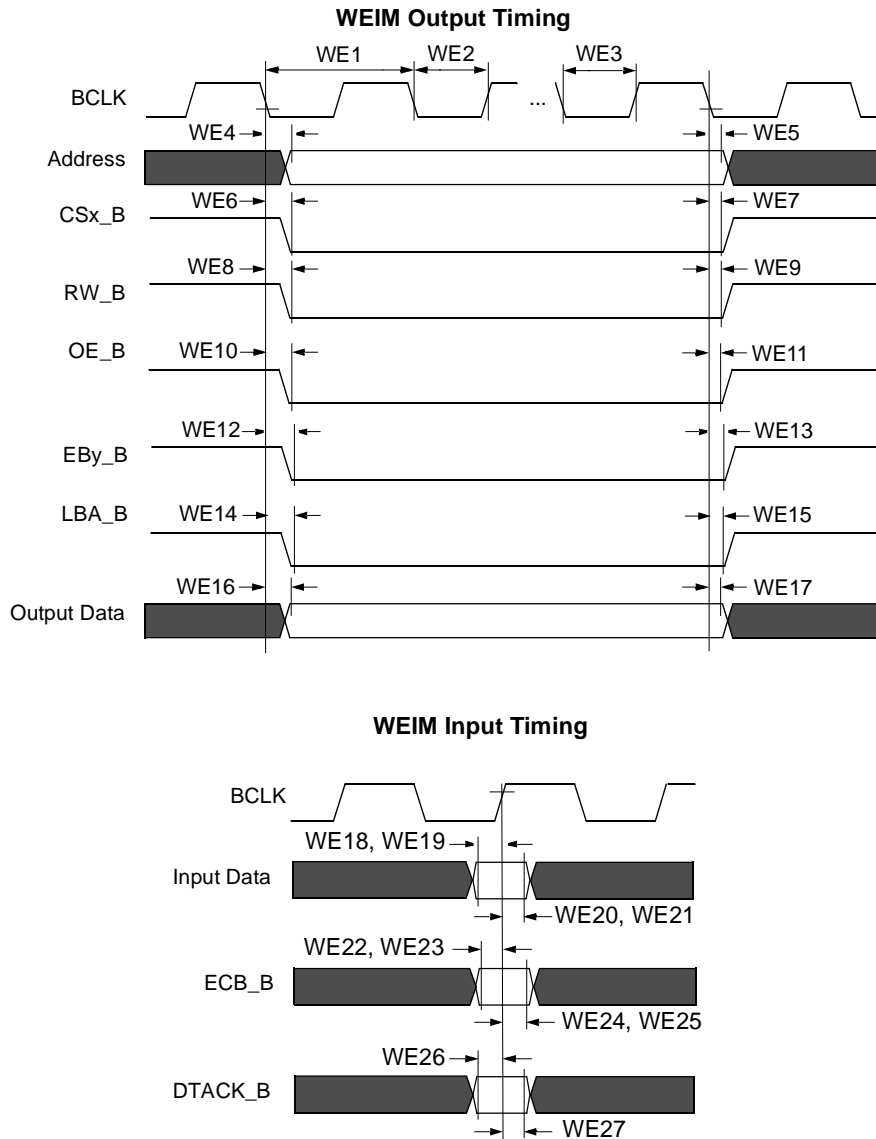 WEIM Output Timing
WE1 WE2 WE3
BCLK
...
WE4 WE5
Address
WE6 WE7
CSx_B
WE8 WE9
RW_B
OE_B WE10 WE11
WE12 WE13
EBy_B
LBA_B WE14 WE15
WE16 WE17
Output Data
WEIM Input Timing
BCLK
WE18, WE19
Input Data
WE20, WE21
WE22, WE23
ECB_B
WE24, WE25
WE26
DTACK_B
WE27